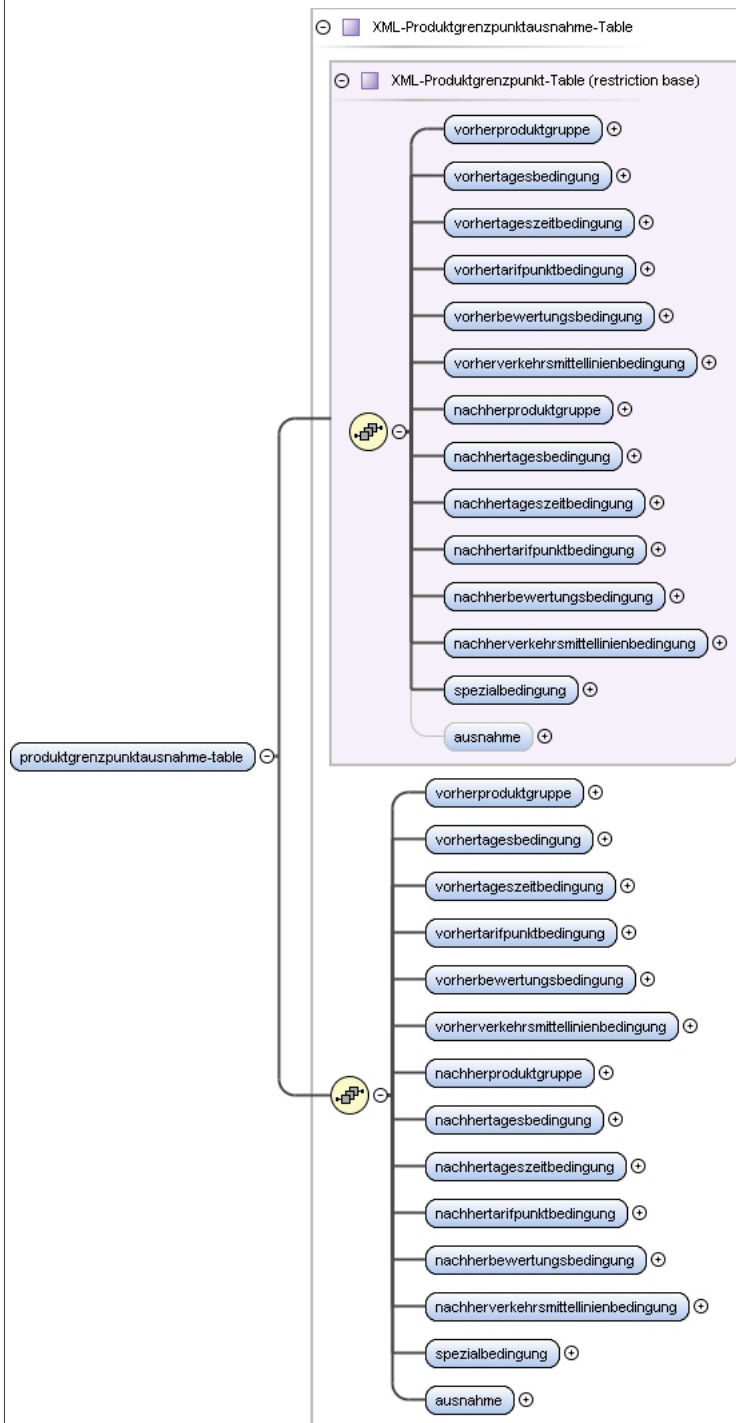 XML-Produktgrenzpunktausnahme-Table
XML-Produktgrenzpunkt-Table (restriction base)
vorherproduktgruppe
vorhertagesbedingung
vorhertageszeitbedingung
vorhertarifpunktbedingung
vorherbewertungsbedingung
vorherverkehrsmittellinienbedingung
nachherproduktgruppe
nachhertagesbedingung
nachhertageszeitbedingung
nachhertarifpunktbedingung
nachherbewertungsbedingung
nachherverkehrsmittellinienbedingung
spezialbedingung
ausnahme
produktgrenzpunktausnahme-table
vorherproduktgruppe
vorhertagesbedingung
vorhertageszeitbedingung
vorhertarifpunktbedingung
vorherbewertungsbedingung
vorherverkehrsmittellinienbedingung
nachherproduktgruppe
nachhertagesbedingung
nachhertageszeitbedingung
nachhertarifpunktbedingung
nachherbewertungsbedingung
nachherverkehrsmittellinienbedingung
spezialbedingung
ausnahme